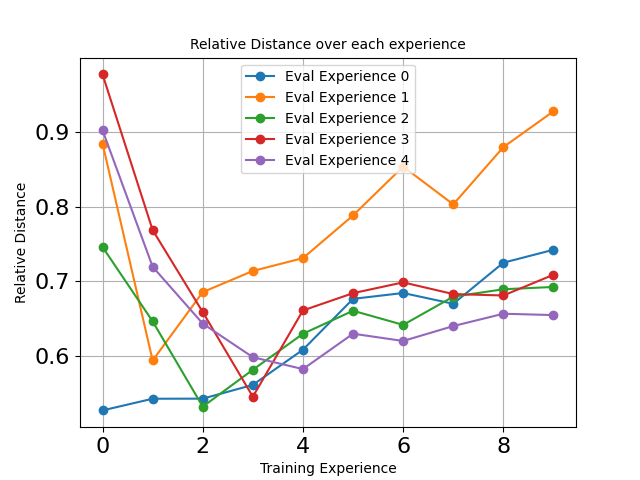 Relative Distance over each experience
Eval Experience 0
Eval Experience 1
Eval Experience 2
Eval Experience 3
Eval Experience 4
Relative Distance
0.9
0.8
0.7
0.6
0 2 4 6 8
Training Experience